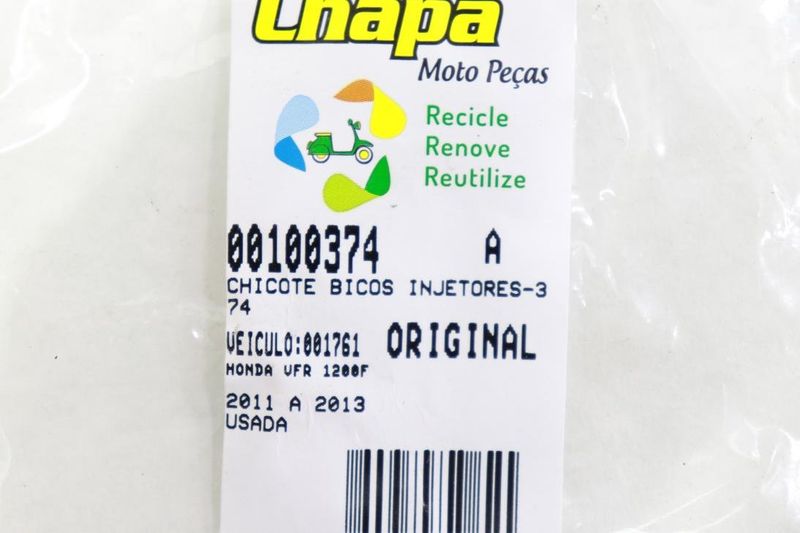 Chapa
Moto Peças
Recicle
Renove
Reutilize
00100374 A
CHICOTE BICOS INJETORES-3
74
VEICULO:001761 ORIGINAL
HONDA VFR 1200F
2011 A 2013
USADA